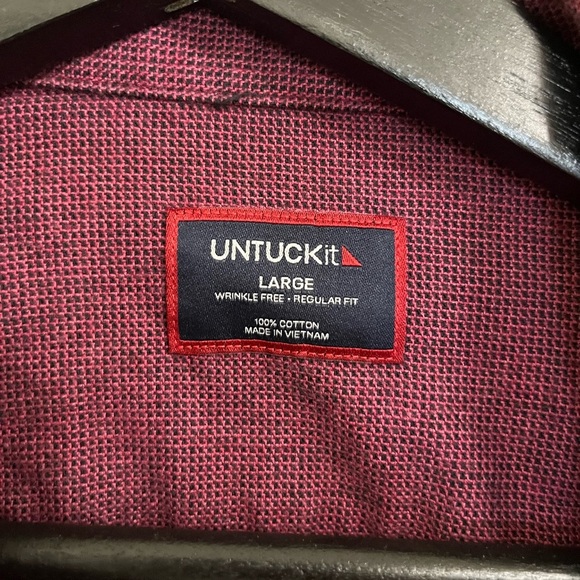 UNTUCKit
LARGE
WRINKLE FREE • REGULAR FIT
100% COTTON
MADE IN VIETNAM